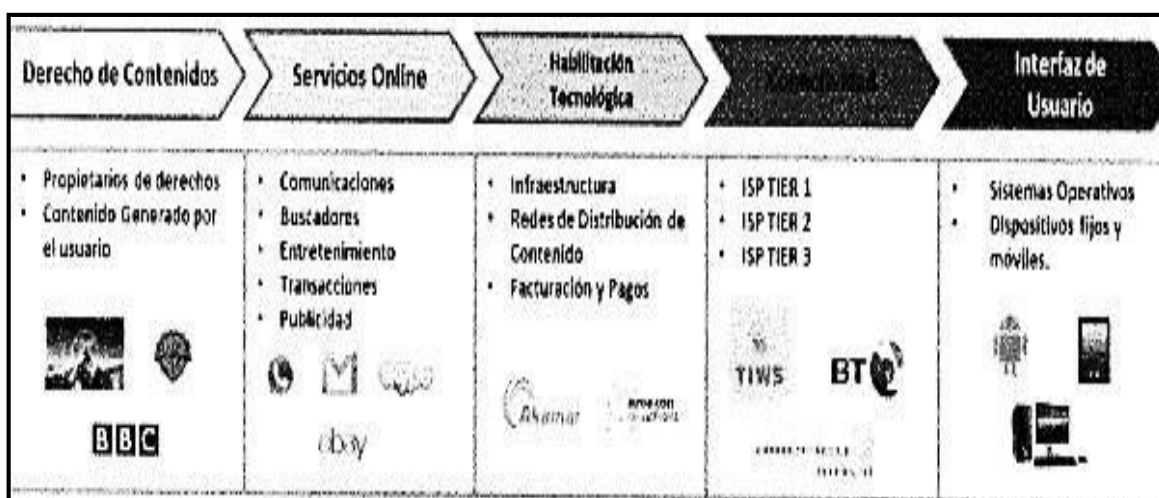 Derecho de Contenidos
Servicios Online
Habilitación
Tecnológica
Conectividad
Interfaz de
Usuario
• Propietarios de derechos
• Contenido Generado por
el usuario
BBC
• Comunicaciones
• Buscadores
• Entretenimiento
• Transacciones
• Publicidad
ebay
• Infraestructura
• Redes de Distribución de
Contenido
• Facturación y Pagos
Akamai
• ISP TIER 1
• ISP TIER 2
• ISP TIER 3
TIWS
BT
• Sistemas Operativos
• Dispositivos fijos y
móviles.